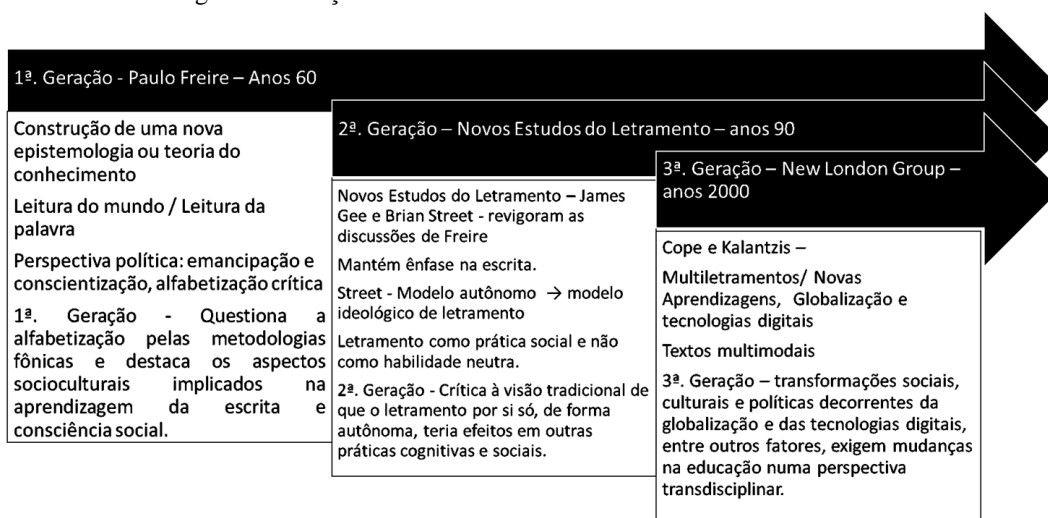 1ª. Geração - Paulo Freire – Anos 60
Construção de uma nova
epistemologia ou teoria do
conhecimento
Leitura do mundo / Leitura da
palavra
Perspectiva política: emancipação e
conscientização, alfabetização crítica
1ª. Geração - Questiona a
alfabetização pelas metodologias
fônicas e destaca os aspectos
socioculturais implicados na
aprendizagem da escrita e
consciência social.
2ª. Geração – Novos Estudos do Letramento – anos 90
Novos Estudos do Letramento – James
Gee e Brian Street - revigoram as
discussões de Freire
Mantém ênfase na escrita.
Street - Modelo autônomo → modelo
ideológico de letramento
Letramento como prática social e não
como habilidade neutra.
2ª. Geração - Crítica à visão tradicional de
que o letramento por si só, de forma
autônoma, teria efeitos em outras
práticas cognitivas e sociais.
3ª. Geração – New London Group –
anos 2000
Cope e Kalantzis –
Multiletramentos/ Novas
Aprendizagens, Globalização e
tecnologias digitais
Textos multimodais
3ª. Geração – transformações sociais,
culturais e políticas decorrentes da
globalização e das tecnologias digitais,
entre outros fatores, exigem mudanças
na educação numa perspectiva
transdisciplinar.